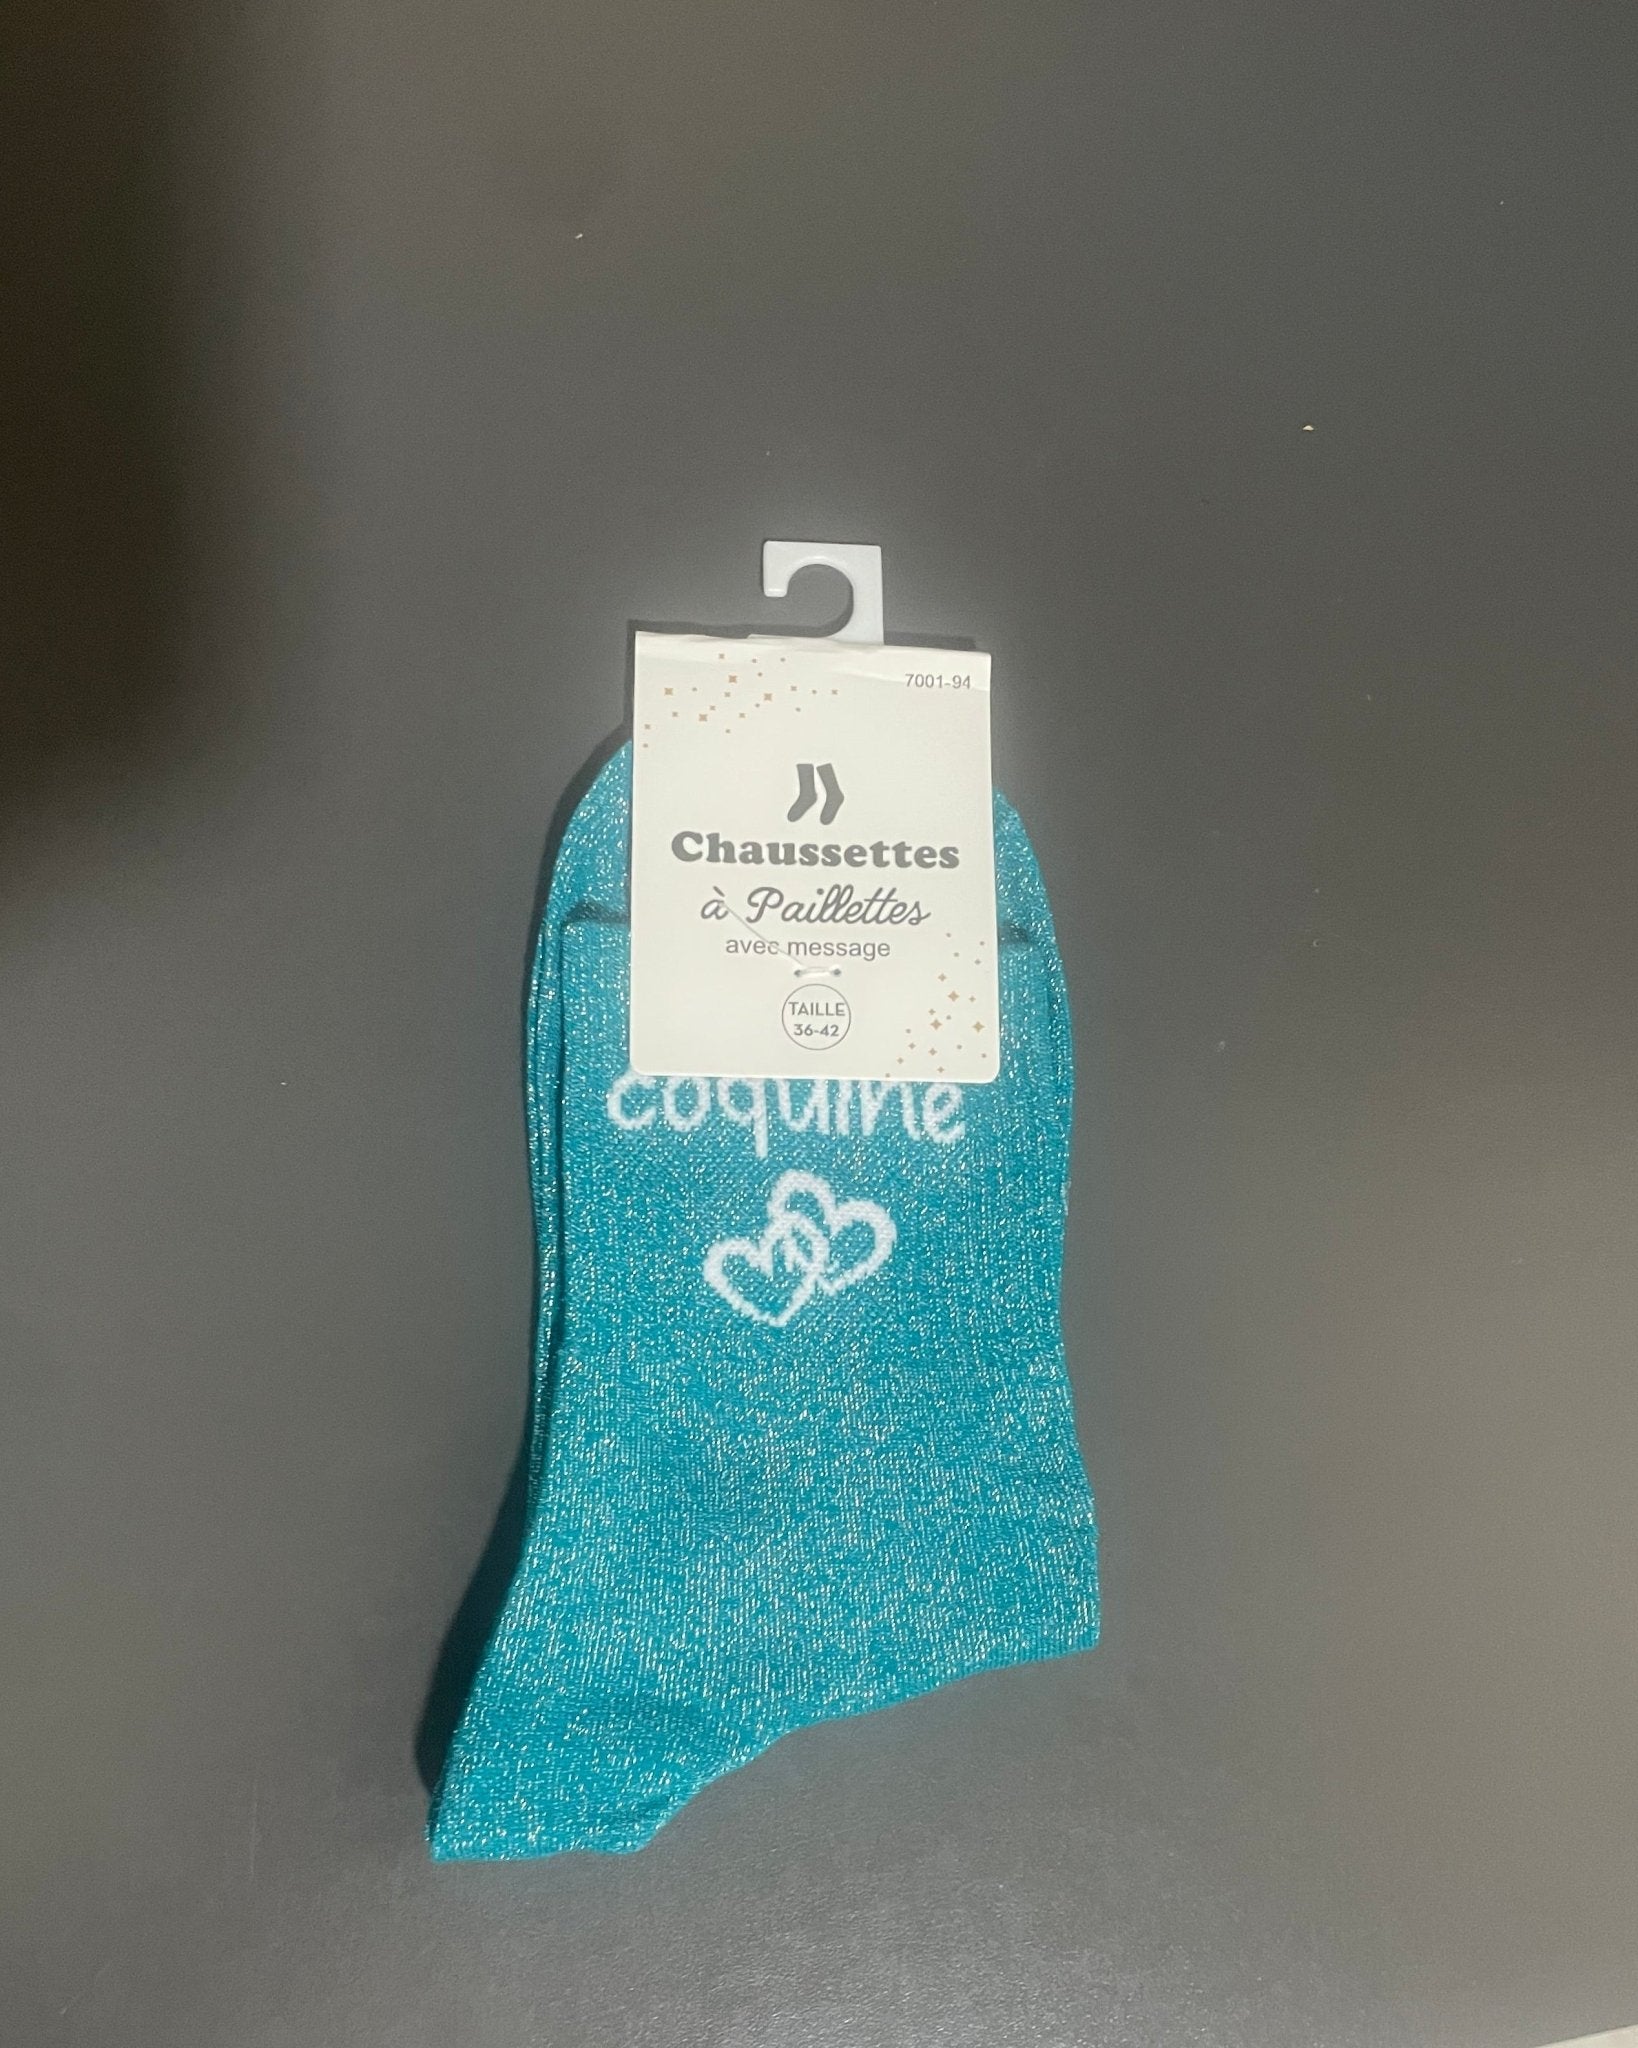 7001-94
Chaussettes
à Paillettes
avec message
TAILLE
36-42
coquine